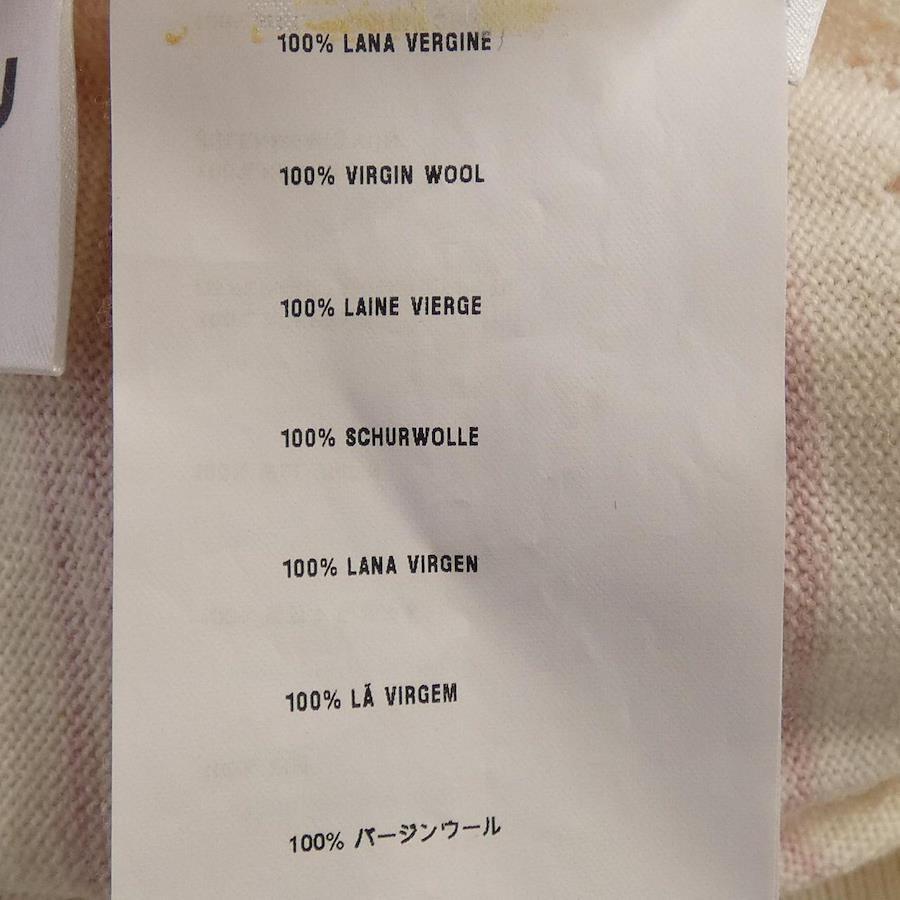 100% LANA VERGINE
100% VIRGIN WOOL
100% LAINE VIERGE
100% SCHURWOLLE
100% LANA VIRGEN
100% LÃ VIRGEM
100% バージンウール